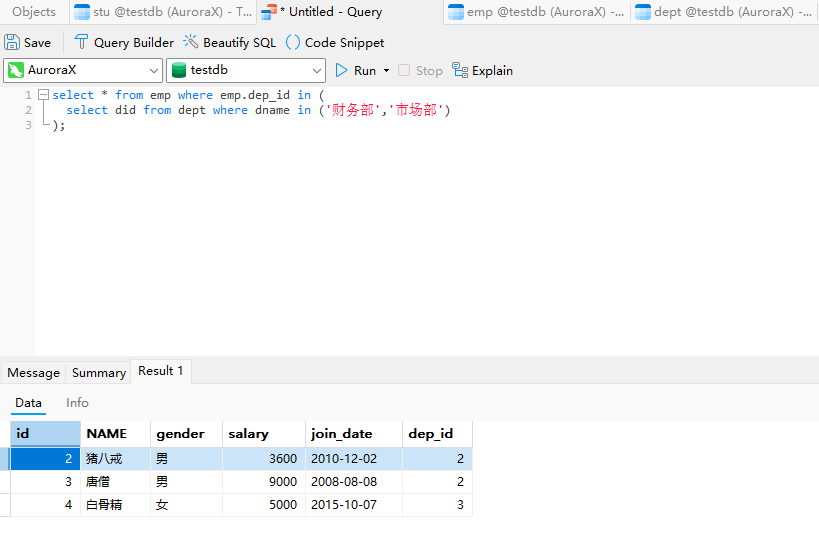 Objects stu @testdb (AuroraX) - T... * Untitled - Query emp @testdb (AuroraX) -... dept @testdb (AuroraX) -...
Save Query Builder Beautify SQL () Code Snippet
AuroraX testdb Run Stop Explain
1 select * from emp where emp.dep_id in (
2 select did from dept where dname in ('财务部','市场部')
3 );
Message Summary Result 1
Data Info
id NAME gender salary join_date dep_id
2 猪八戒 男 3600 2010-12-02 2
3 唐僧 男 9000 2008-08-08 2
4 白骨精 女 5000 2015-10-07 3